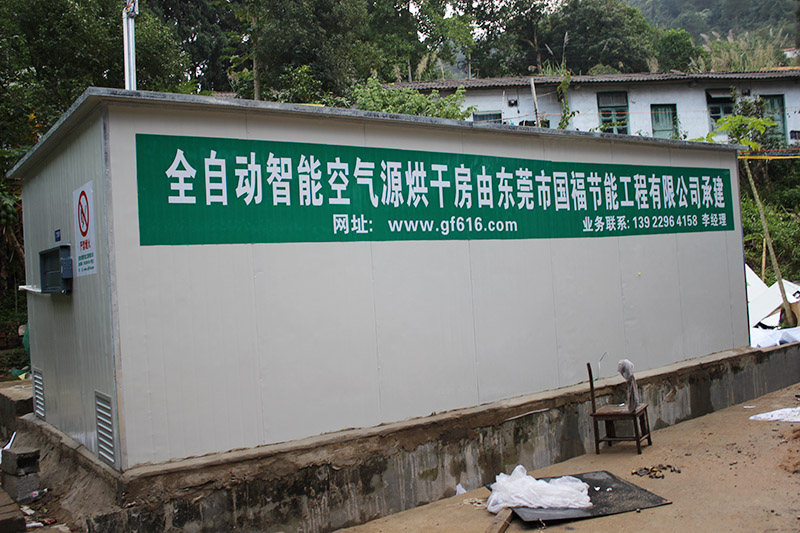 全自动智能空气源烘干房由东莞市国福节能工程有限公司承建
网址: www.gf616.com
业务联系: 139 2296 4158 李经理